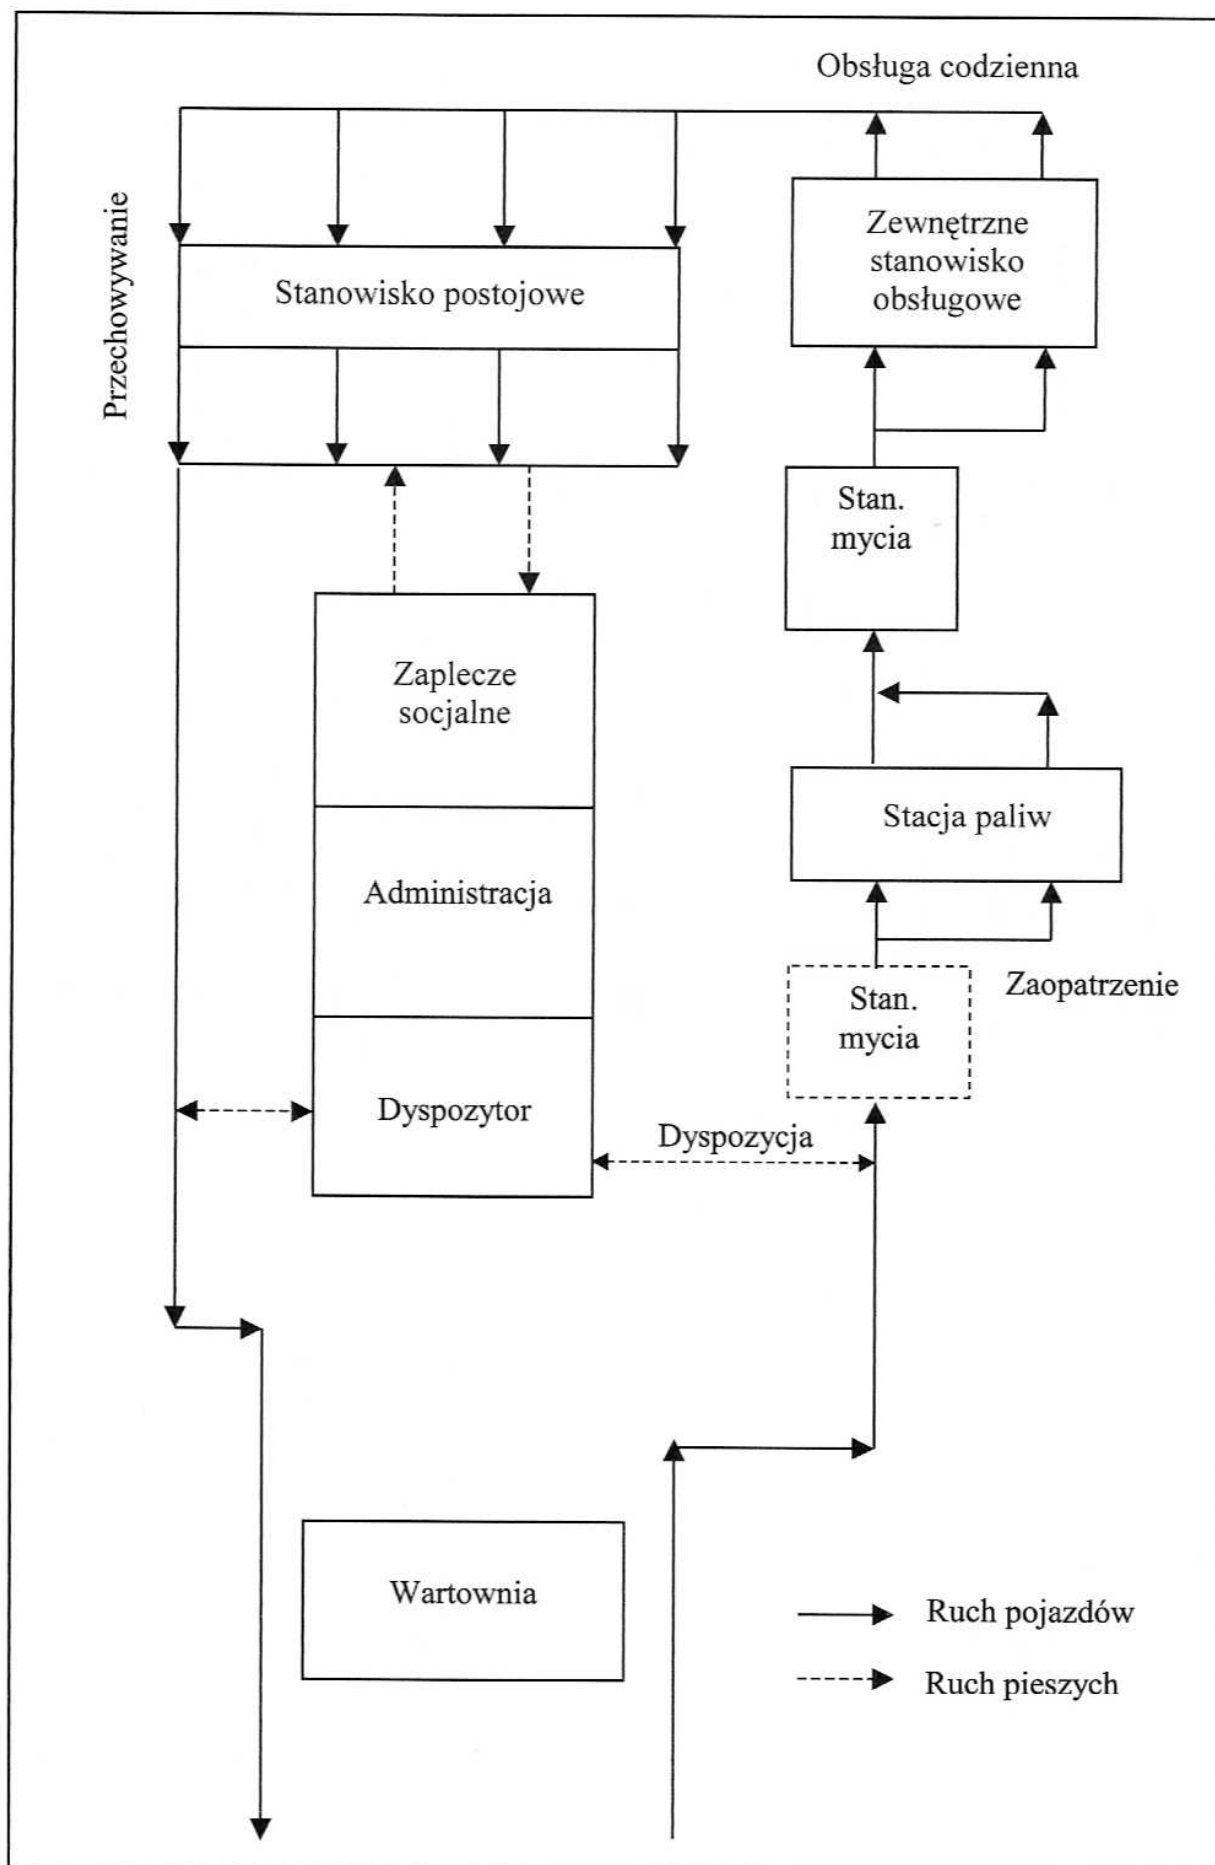 Obsługa codzienna
Przechowywanie
Zewnętrzne
stanowisko
obsługowe
Stanowisko postojowe
Stan.
mycia
Zaplecze
socjalne
Stacja paliw
Administracja
Zaopatrzenie
Stan.
mycia
Dyspozytor
Dyspozycja
Wartownia
Ruch pojazdów
Ruch pieszych